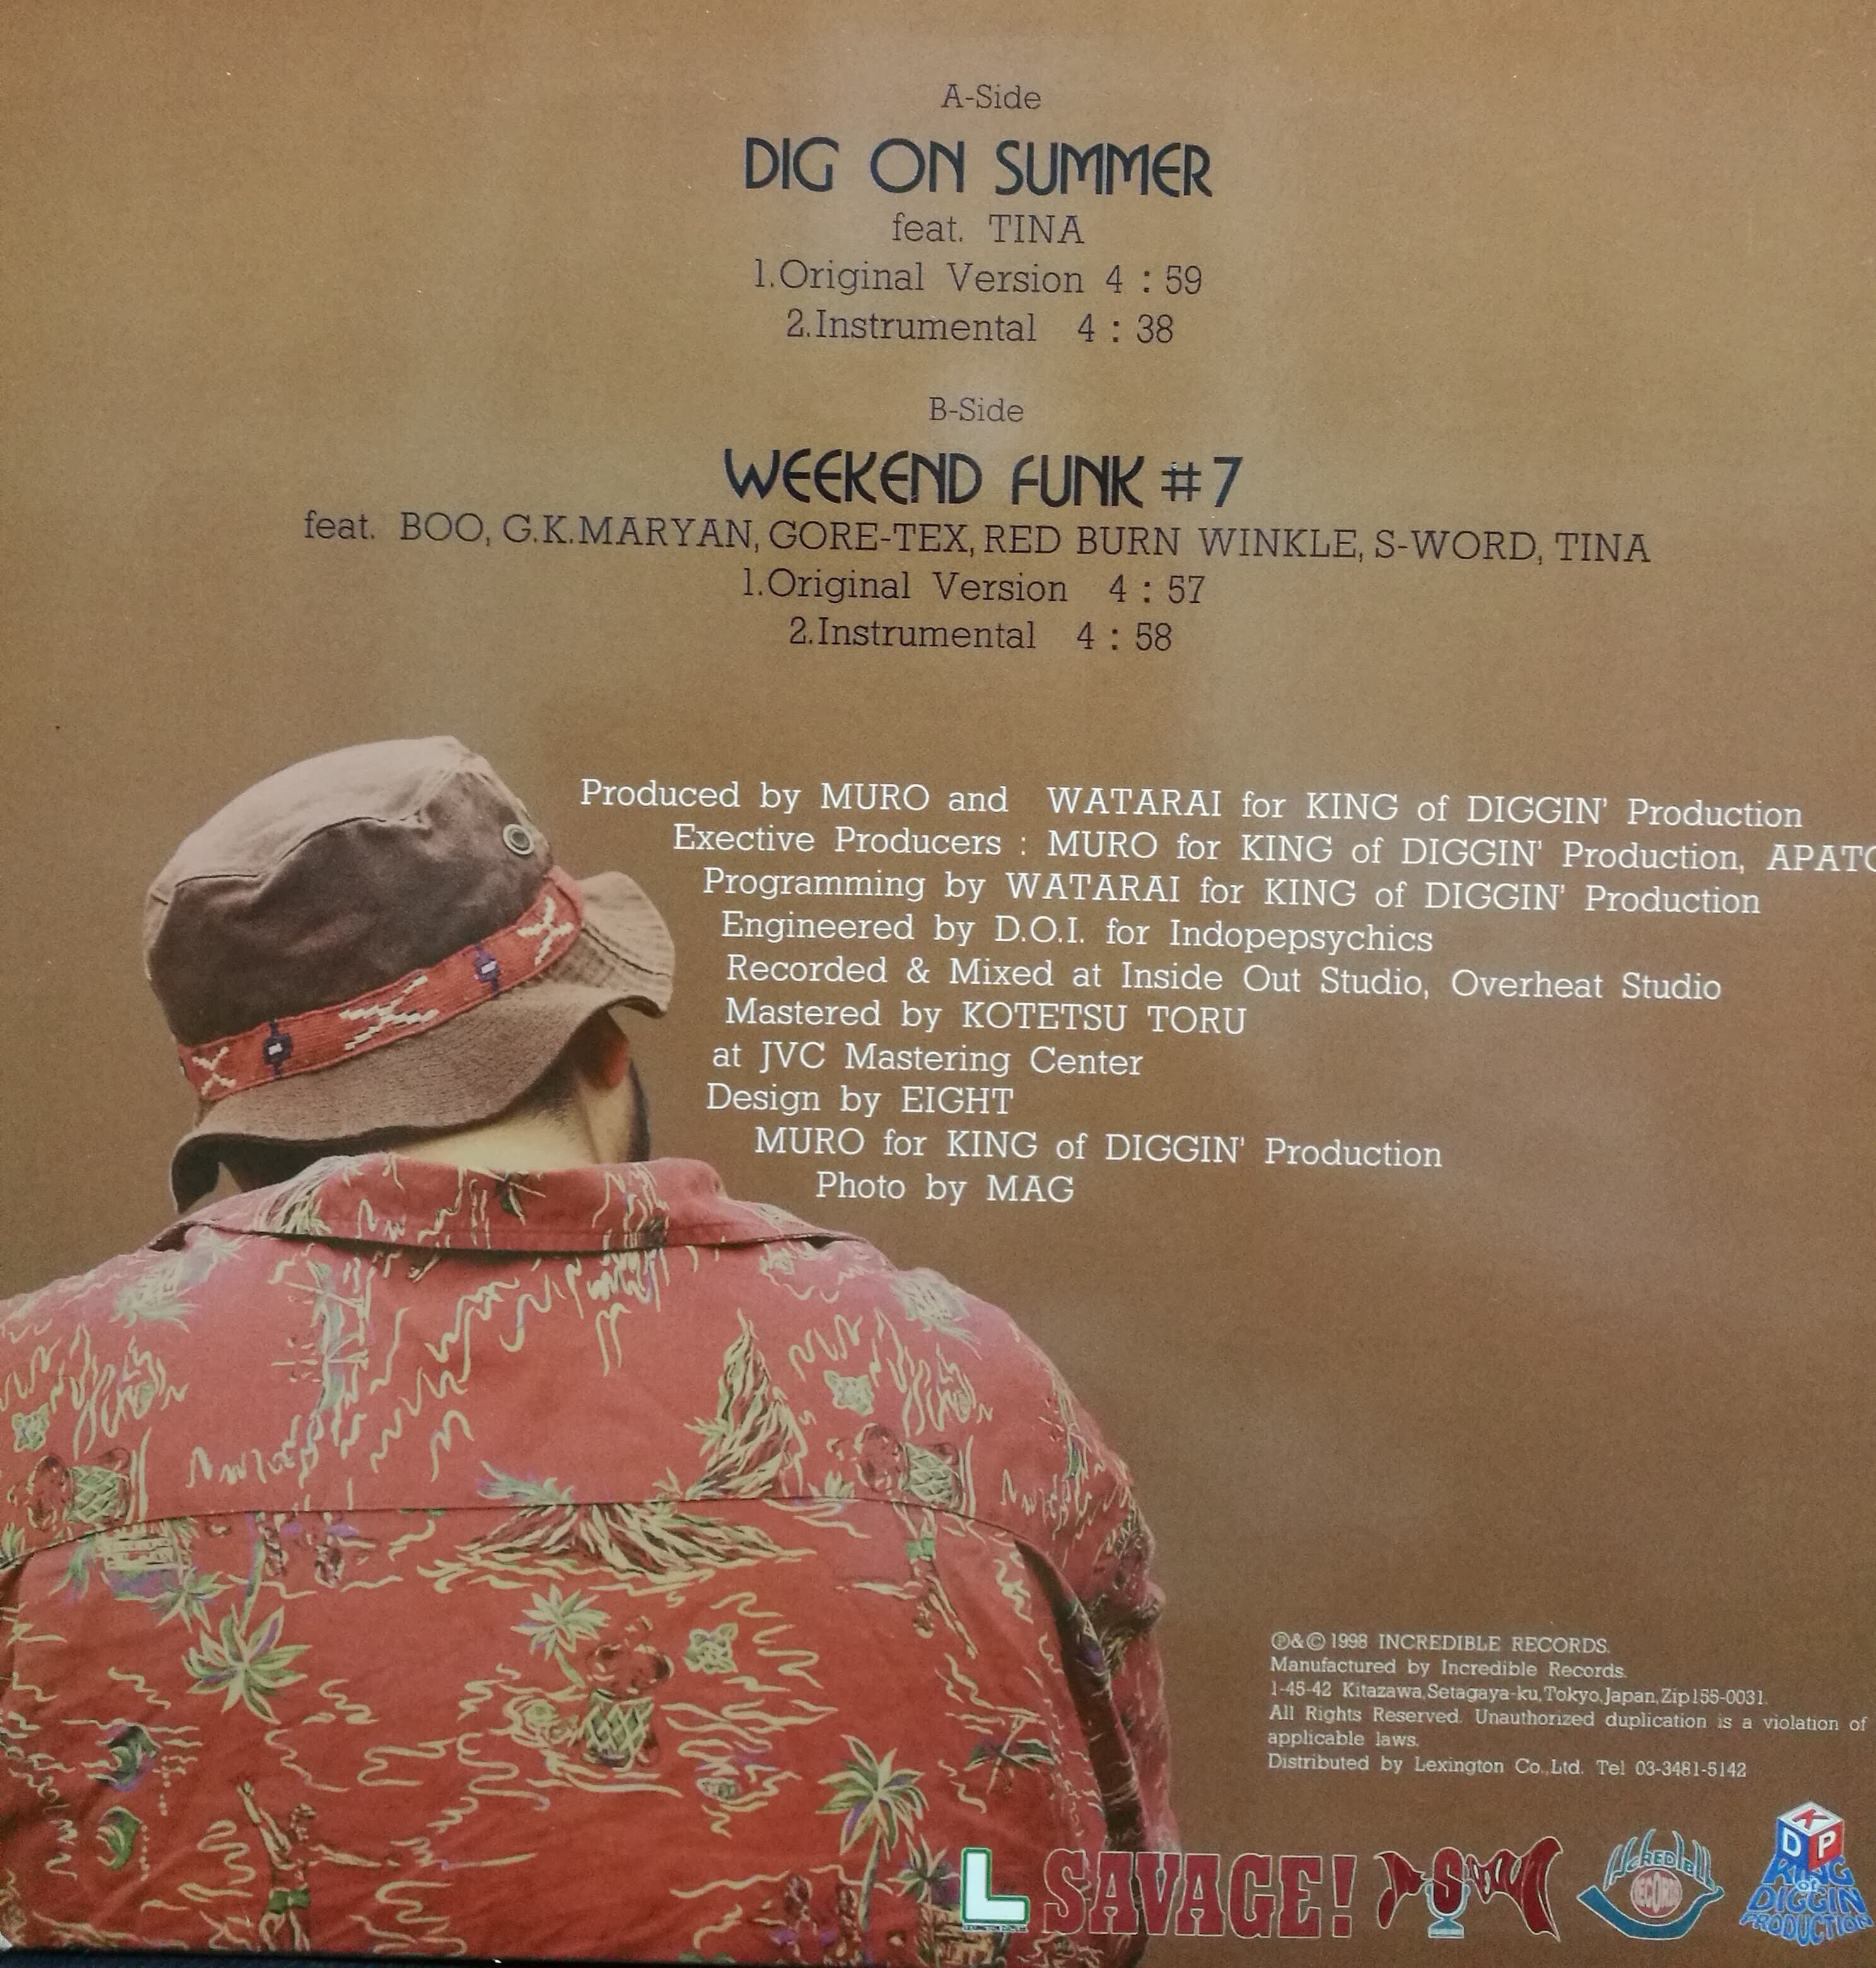 A-Side
DIG ON SUMMER
feat. TINA
1.Original Version 4 : 59
2.Instrumental 4 : 38
B-Side
WEEKEND FUNK #7
feat. BOO, G.K.MARYAN, GORE-TEX, RED BURN WINKLE, S-WORD, TINA
1.Original Version 4 : 57
2.Instrumental 4 : 58
Produced by MURO and WATARAI for KING of DIGGIN' Production
Exective Producers : MURO for KING of DIGGIN' Production,
Programming by WATARAI for KING of DIGGIN' Production
Engineered by D.O.I. for Indopepsychics
Recorded & Mixed at Inside Out Studio, Overheat Studio
Mastered by KOTETSU TORU
at JVC Mastering Center
Design by EIGHT
MURO for KING of DIGGIN' Production
Photo by MAG
℗&© 1998 INCREDIBLE RECORDS.
Manufactured by Incredible Records.
1-45-42 Kitazawa,Setagaya-ku,Tokyo,Japan,Zip155-0031.
All Rights Reserved. Unauthorized duplication is a violation of
applicable laws.
Distributed by Lexington Co.,Ltd. Tel 03-3481-5142
L SAVAGE!
RECORDS
K D P
KING of DIGGIN PRODUCTION